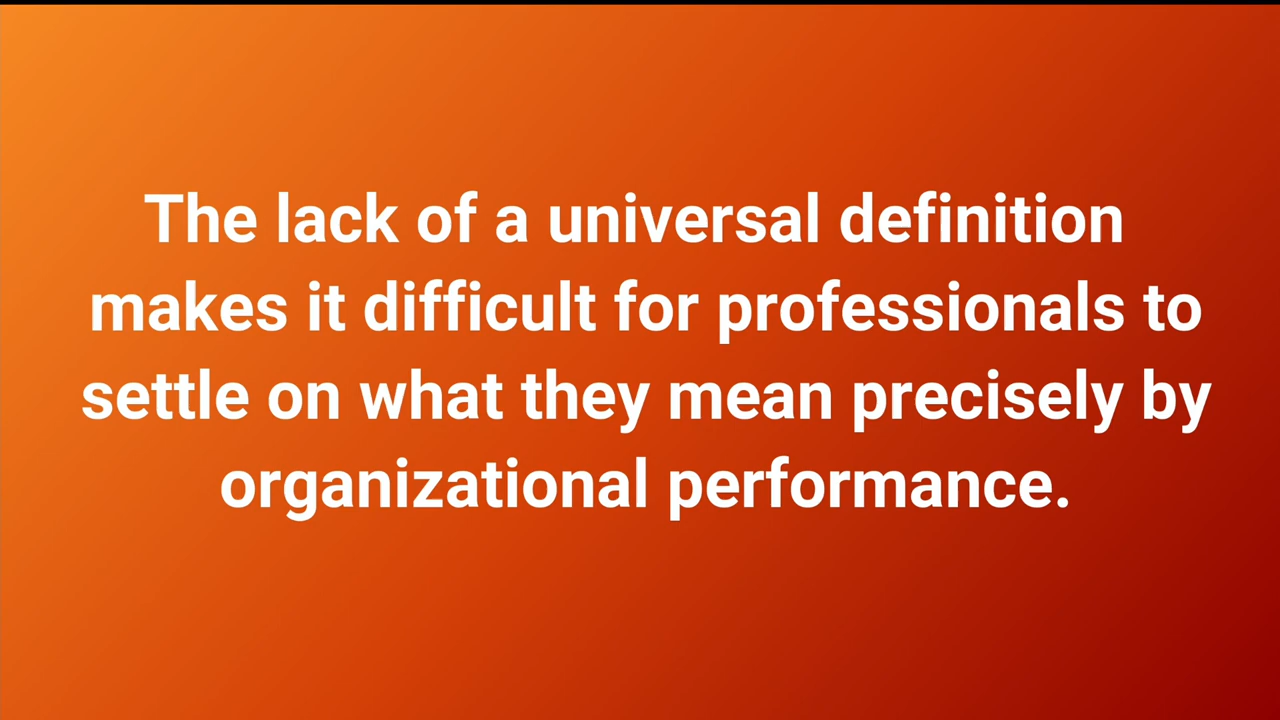 The lack of a universal definition
makes it difficult for professionals to
settle on what they mean precisely by
organizational performance.